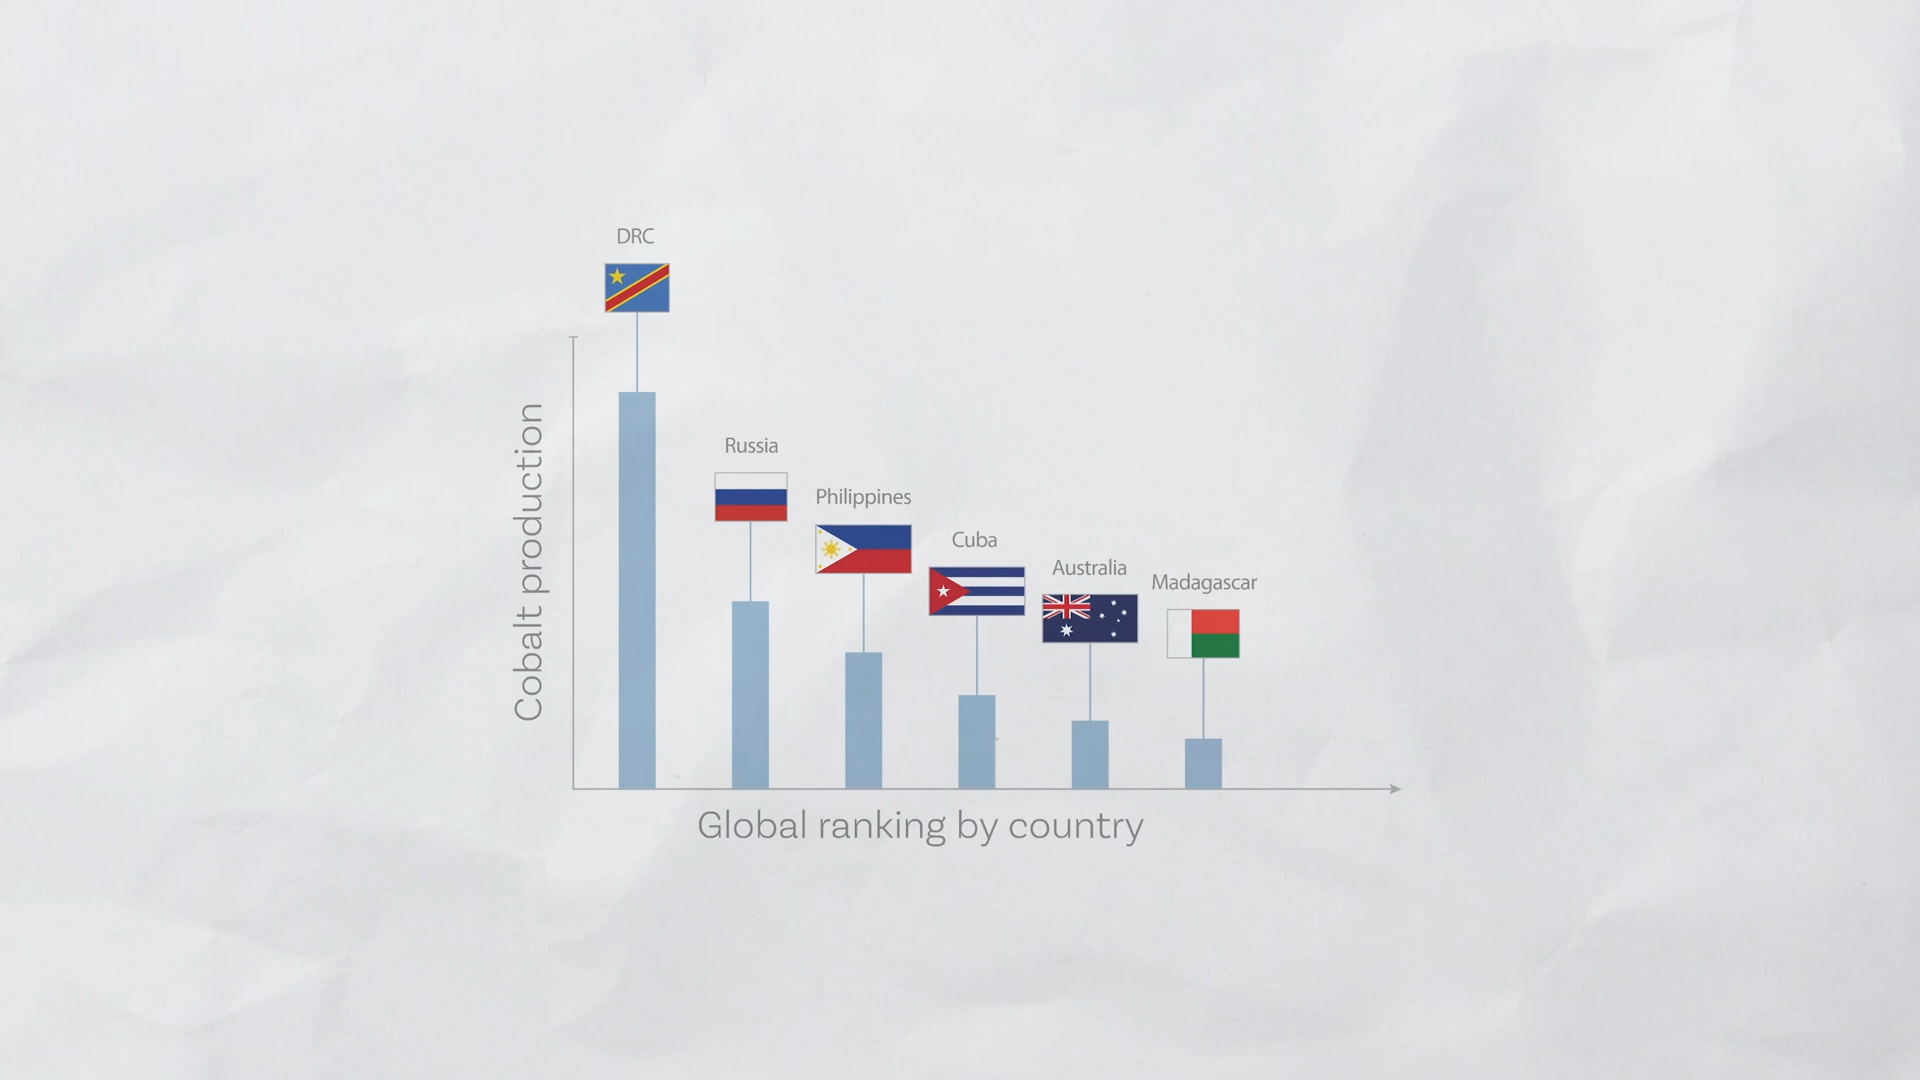 DRC
Russia
Philippines
Cuba
Australia
Madagascar
Cobalt production
Global ranking by country